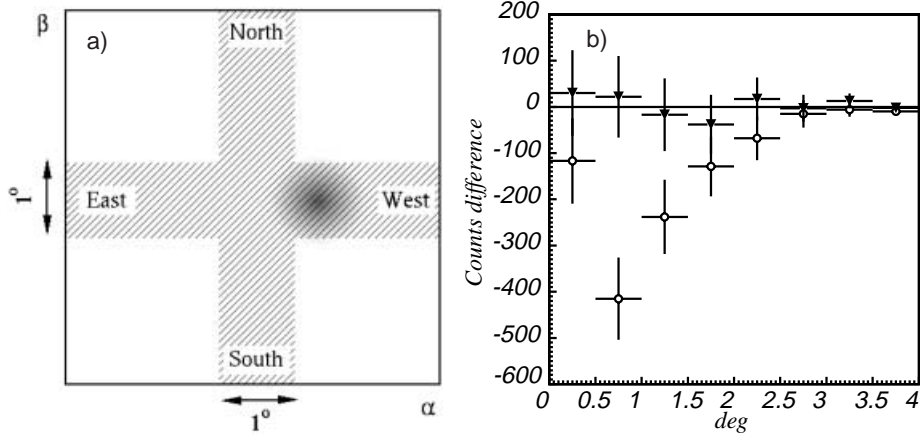 β
a)
North
East
West
1°
South
1°
α
b)
Counts difference
200
100
0
-100
-200
-300
-400
-500
-600
0 0.5 1 1.5 2 2.5 3 3.5 4
deg